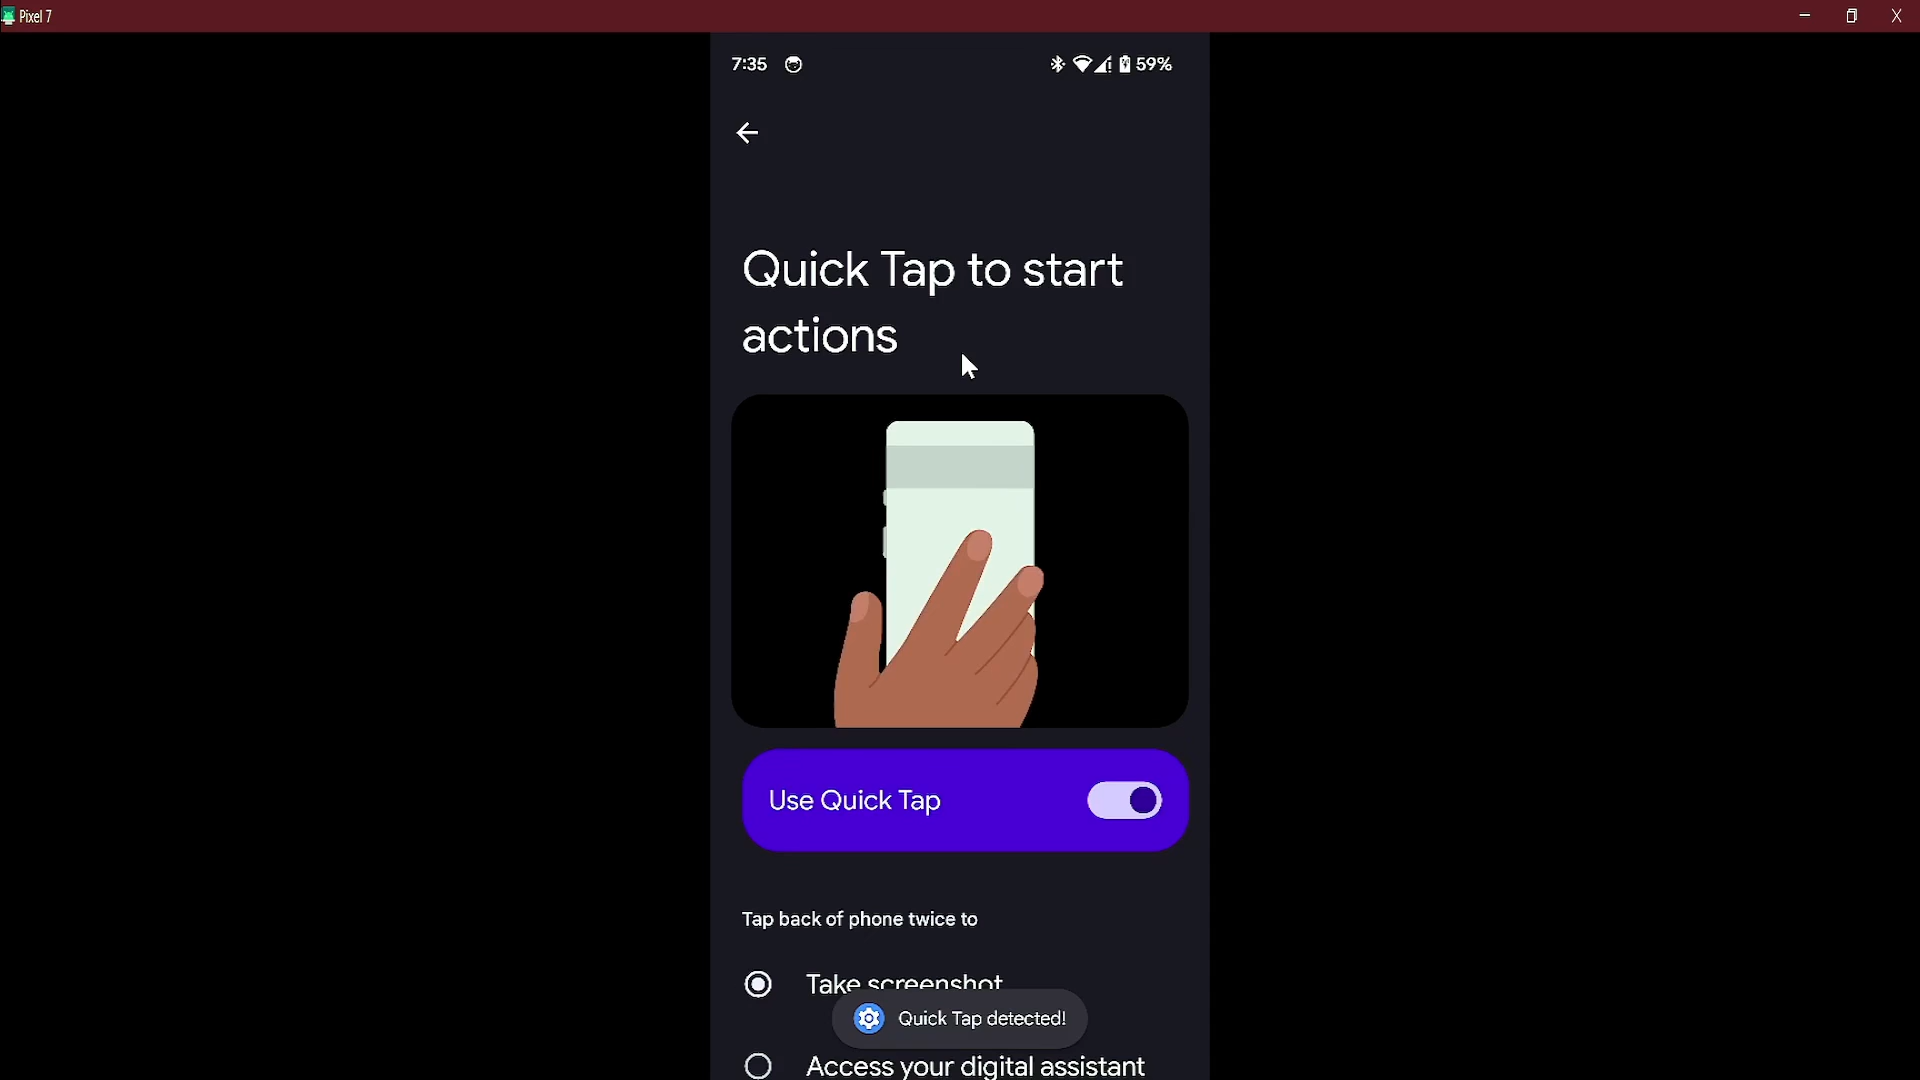 Pixel 7
7:35 59%
Quick Tap to start
actions
Use Quick Tap
Tap back of phone twice to
Take screenshot
Quick Tap detected!
Access your digital assistant